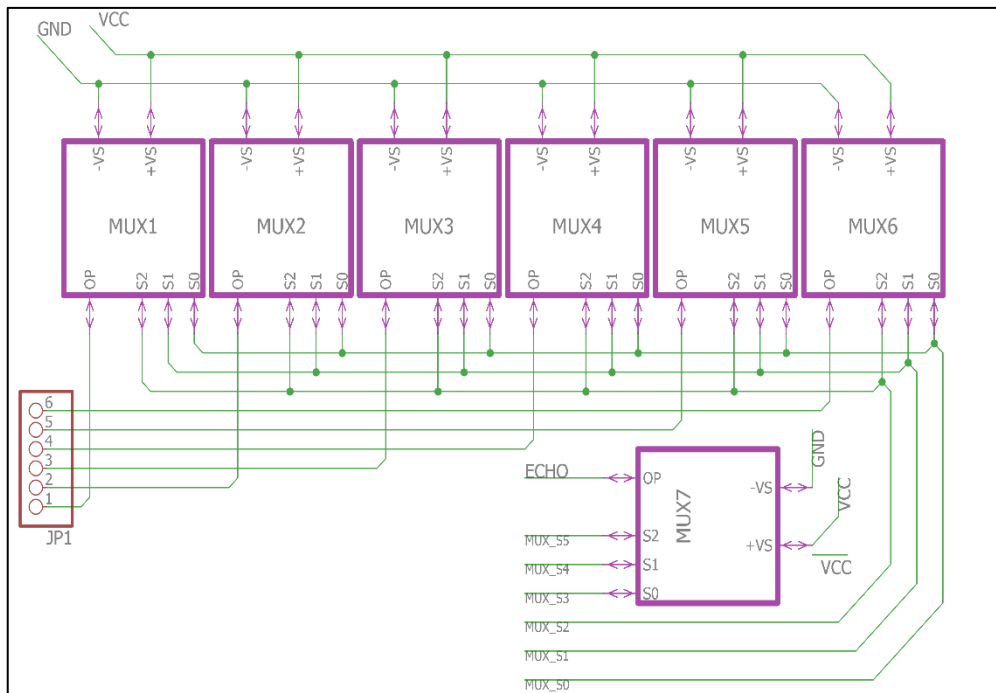 VCC
GND
-VS +VS -VS +VS -VS +VS -VS +VS -VS +VS -VS +VS
MUX1 MUX2 MUX3 MUX4 MUX5 MUX6
OP S2 S1 S0 OP S2 S1 S0 OP S2 S1 S0 OP S2 S1 S0 OP S2 S1 S0 OP S2 S1 S0
6
5
4
3
2
1
JP1
ECHO OP
MUX7
-VS GND
VCC
+VS
VCC
MUX_S5 S2
MUX_S4 S1
MUX_S3 S0
MUX_S2
MUX_S1
MUX_S0